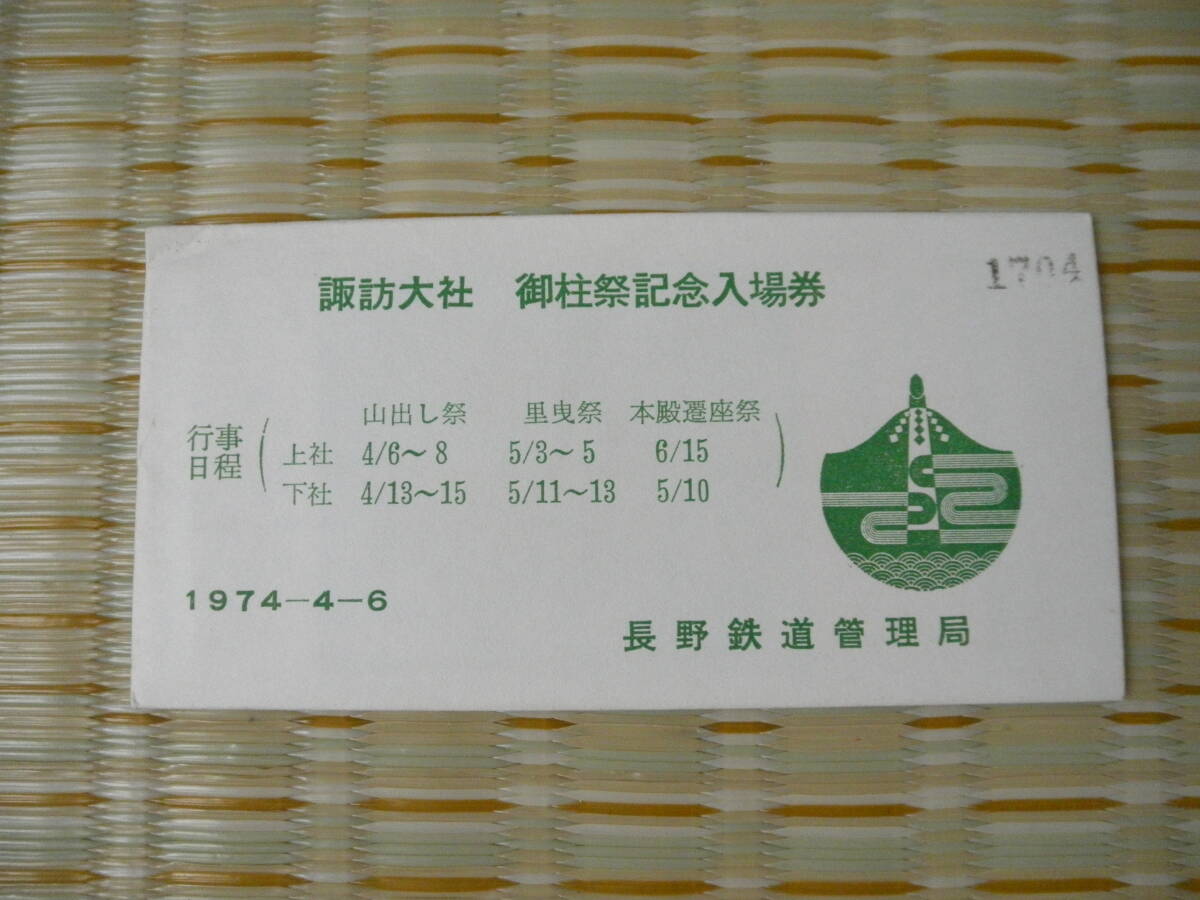 諏訪大社　御柱祭記念入場券
1704
行事
日程
山出し祭　里曳祭　本殿遷座祭
上社　4/6〜8　5/3〜5　6/15
下社　4/13〜15　5/11〜13　5/10
1974-4-6
長野鉄道管理局